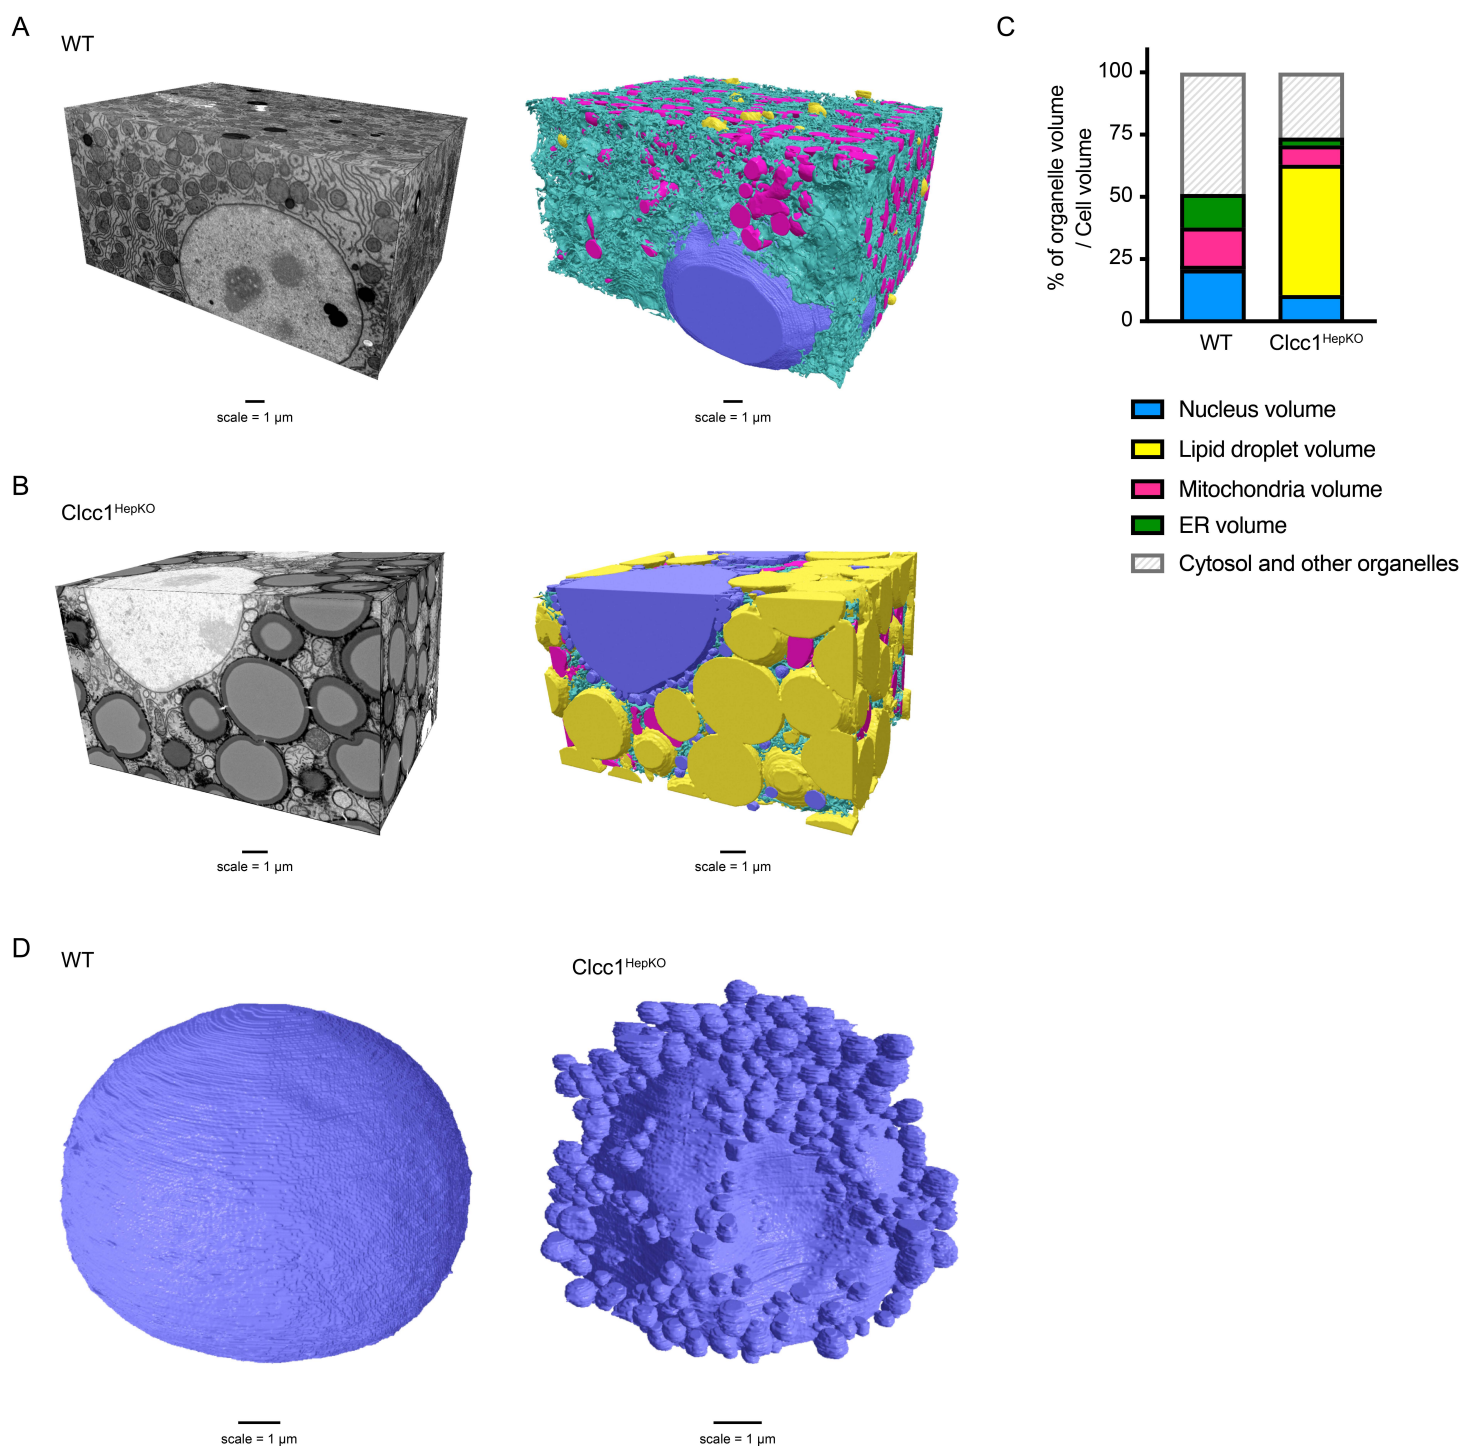 A
WT
scale = 1 µm
scale = 1 µm
B
Clcc1HepKO
scale = 1 µm
scale = 1 µm
C
% of organelle volume
/ Cell volume
100
75
50
25
0
WT
Clcc1HepKO
Nucleus volume
Lipid droplet volume
Mitochondria volume
ER volume
Cytosol and other organelles
D
WT
Clcc1HepKO
scale = 1 µm
scale = 1 µm